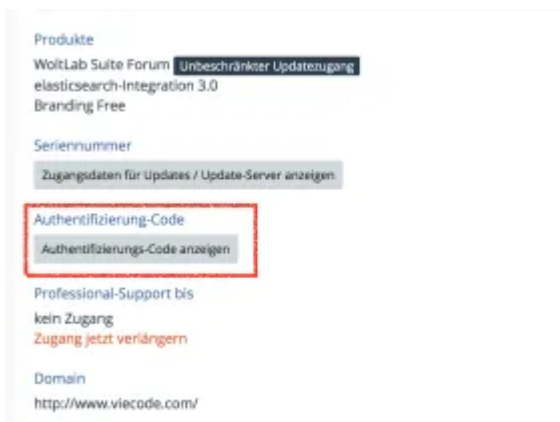 Produkte
WoltLab Suite Forum Unbeschränkter Updatezugang
elasticsearch-Integration 3.0
Branding Free
Seriennummer
Zugangsdaten für Updates / Update-Server anzeigen
Authentifizierung-Code
Authentifizierungs-Code anzeigen
Professional-Support bis
kein Zugang
Zugang jetzt verlängern
Domain
http://www.viecode.com/